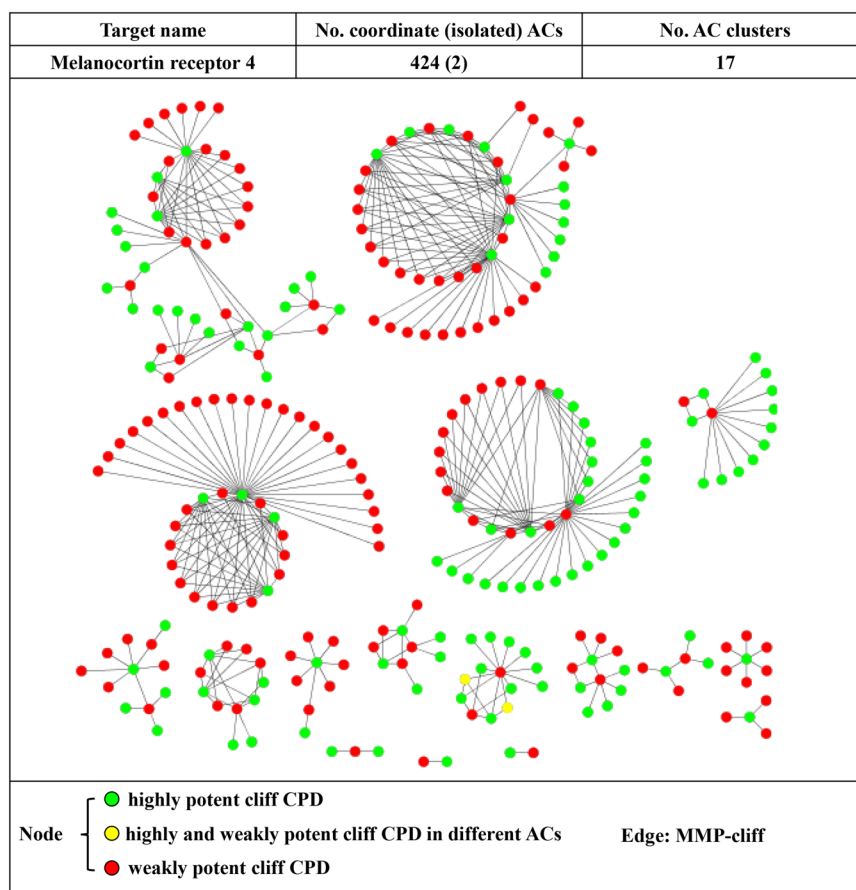 Target name No. coordinate (isolated) ACs No. AC clusters
Melanocortin receptor 4 424 (2) 17
highly potent cliff CPD
Node highly and weakly potent cliff CPD in different ACs Edge: MMP-cliff
weakly potent cliff CPD